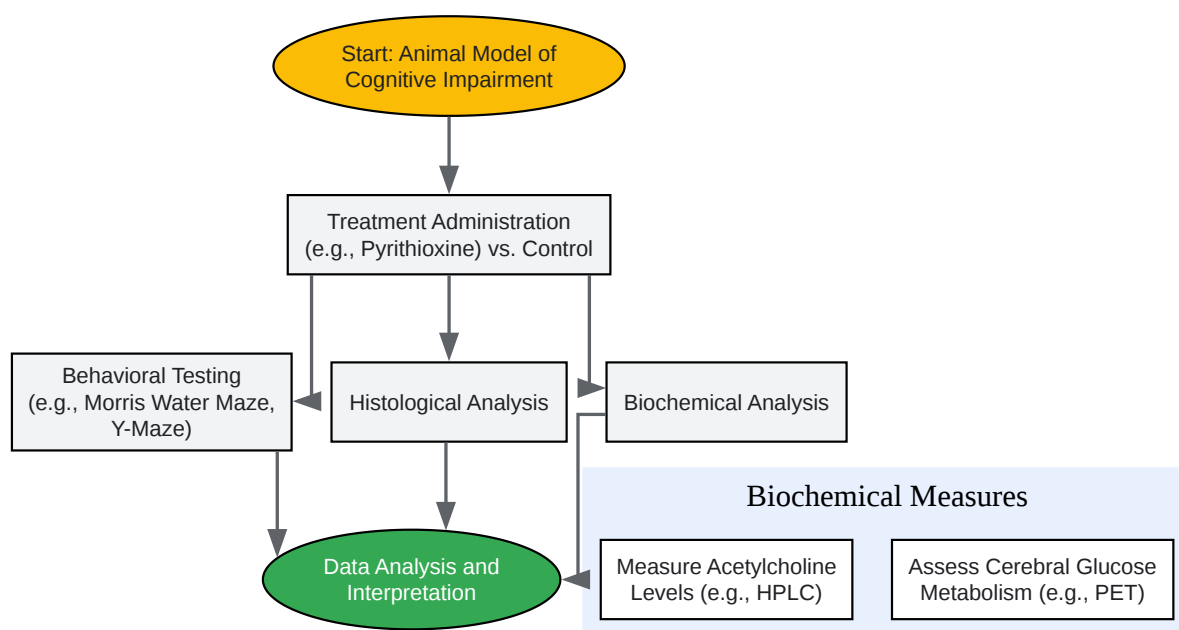 Start: Animal Model of
Cognitive Impairment
Treatment Administration
(e.g., Pyrithioxine) vs. Control
Behavioral Testing
(e.g., Morris Water Maze,
Y-Maze)
Histological Analysis
Biochemical Analysis
Biochemical Measures
Data Analysis and
Interpretation
Measure Acetylcholine
Levels (e.g., HPLC)
Assess Cerebral Glucose
Metabolism (e.g., PET)